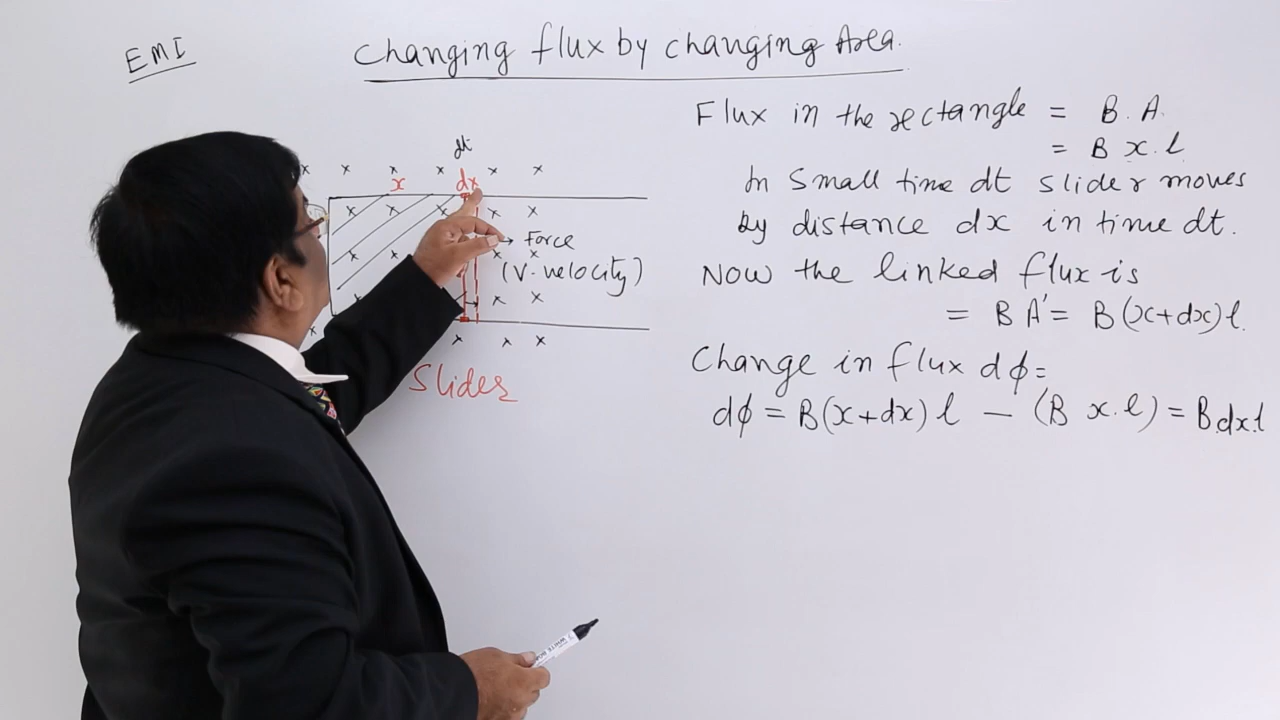 EMI
Changing flux by changing Area.
dt
x dx
Force
(V-velocity)
Slider
Flux in the rectangle = B.A.
= B x.l
In small time dt slider moves
by distance dx in time dt.
Now the linked flux is
= BA' = B(x+dx)l.
Change in flux dϕ=
dϕ = B(x+dx)l - (B x.l) = B.dx.l